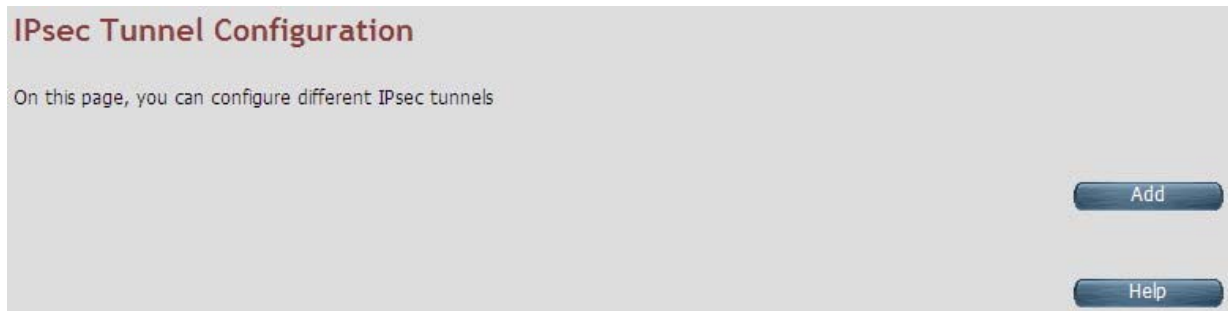 IPsec Tunnel Configuration
On this page, you can configure different IPsec tunnels
Add
Help